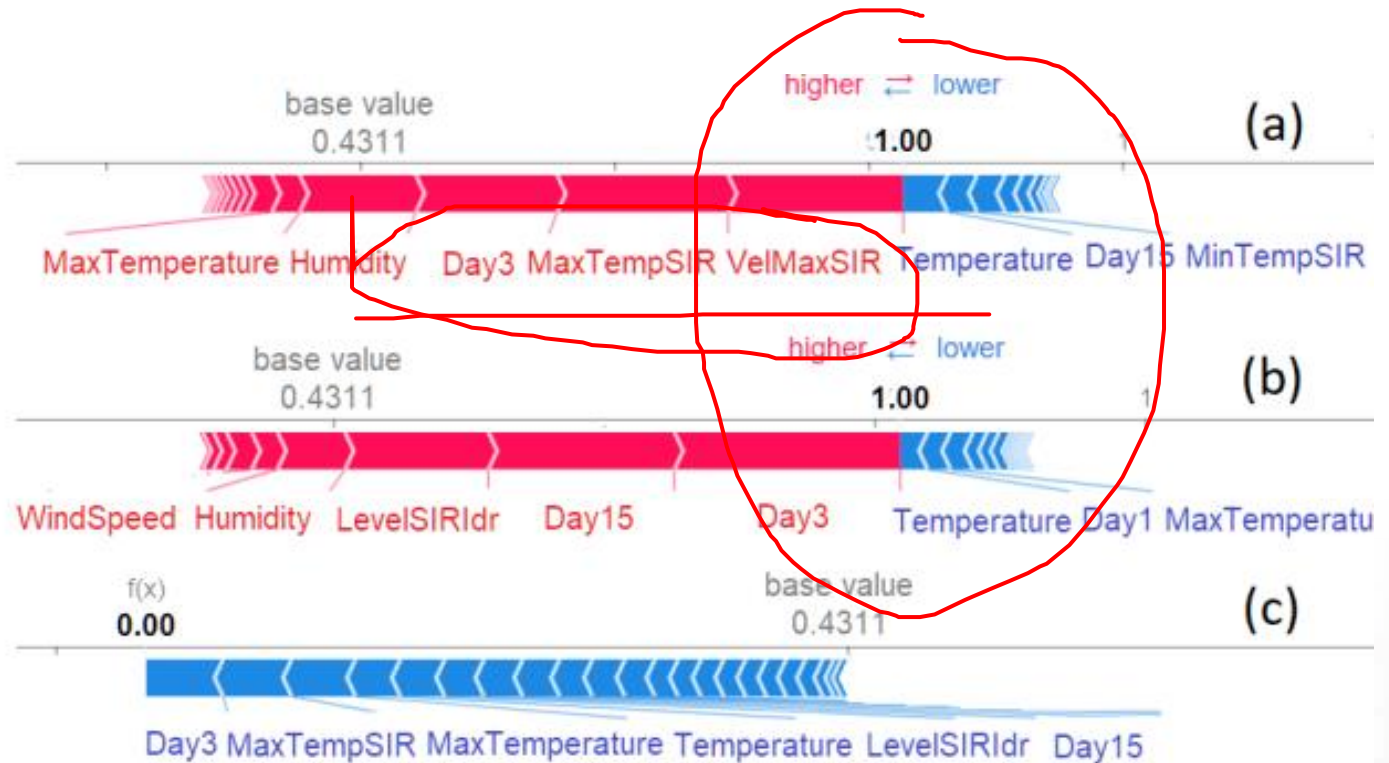 higher ⇄ lower
base value
0.4311 1.00 (a)
MaxTemperature Humidity Day3 MaxTempSIR VelMaxSIR Temperature Day15 MinTempSIR
higher ⇄ lower
base value
0.4311 1.00 1 (b)
WindSpeed Humidity LevelSIRIdr Day15 Day3 Temperature Day1 MaxTemperatu
f(x) base value
0.00 0.4311 (c)
Day3 MaxTempSIR MaxTemperature Temperature LevelSIRIdr Day15